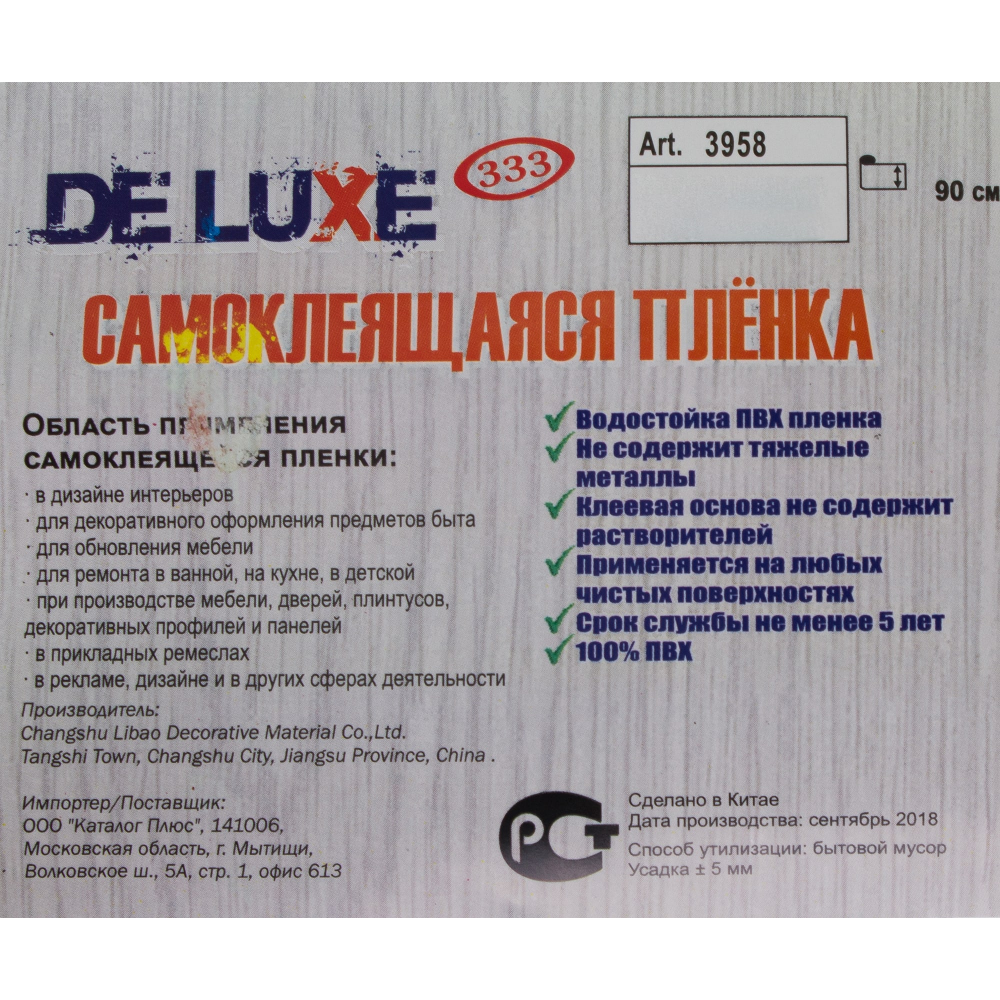 DE LUXE 333
Art. 3958
90 см
САМОКЛЕЯЩАЯСЯ ПЛЁНКА
ОБЛАСТЬ ПРИМЕНЕНИЯ
САМОКЛЕЯЩЕЙСЯ ПЛЕНКИ:
· в дизайне интерьеров
· для декоративного оформления предметов быта
· для обновления мебели
· для ремонта в ванной, на кухне, в детской
· при производстве мебели, дверей, плинтусов,
декоративных профилей и панелей
· в прикладных ремеслах
· в рекламе, дизайне и в других сферах деятельности
Водостойка ПВХ пленка
Не содержит тяжелые
металлы
Клеевая основа не содержит
растворителей
Применяется на любых
чистых поверхностях
Срок службы не менее 5 лет
100% ПВХ
Производитель:
Changshu Libao Decorative Material Co.,Ltd.
Tangshi Town, Changshu City, Jiangsu Province, China .
Импортер/Поставщик:
ООО "Каталог Плюс", 141006,
Московская область, г. Мытищи,
Волковское ш., 5А, стр. 1, офис 613
РСТ
Сделано в Китае
Дата производства: сентябрь 2018
Способ утилизации: бытовой мусор
Усадка ± 5 мм